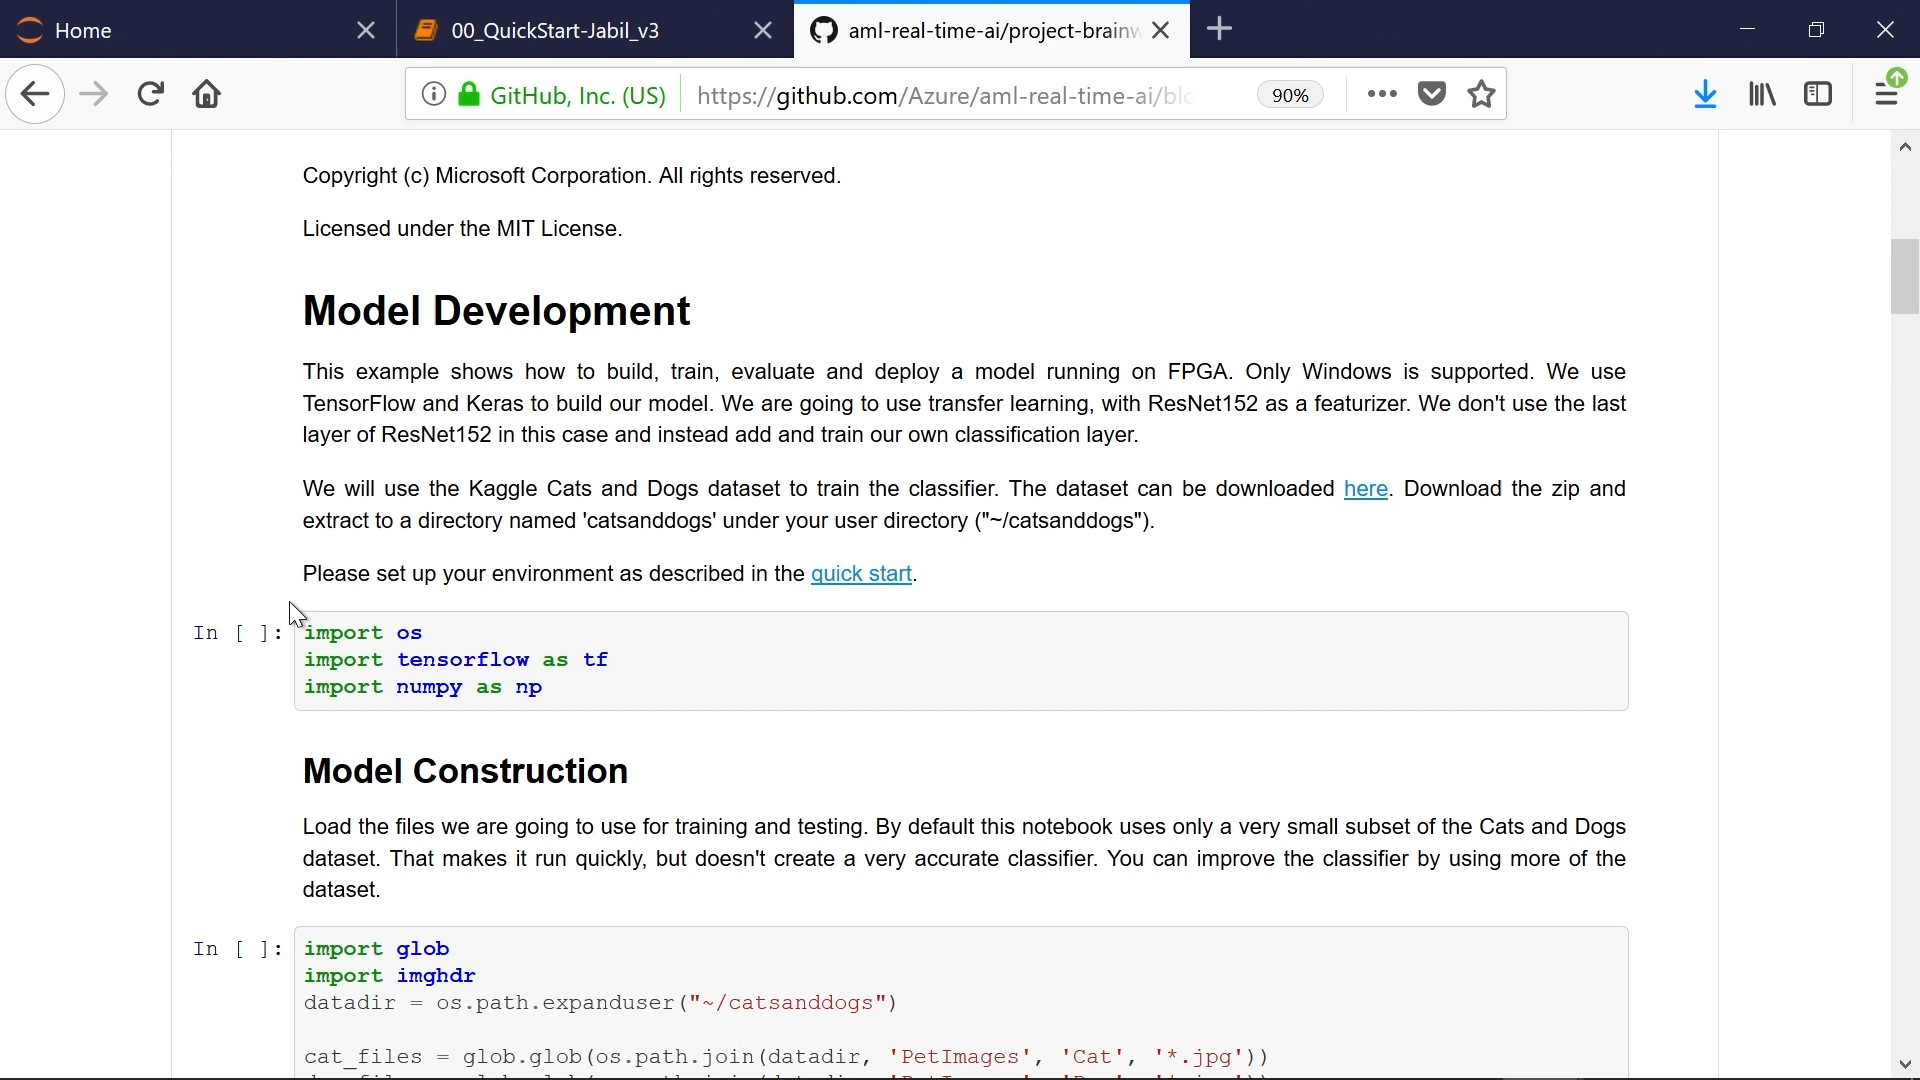 Home
00_QuickStart-Jabil_v3
aml-real-time-ai/project-brainw
GitHub, Inc. (US)
https://github.com/Azure/aml-real-time-ai/blo
90%
Copyright (c) Microsoft Corporation. All rights reserved.
Licensed under the MIT License.
Model Development
This example shows how to build, train, evaluate and deploy a model running on FPGA. Only Windows is supported. We use
TensorFlow and Keras to build our model. We are going to use transfer learning, with ResNet152 as a featurizer. We don't use the last
layer of ResNet152 in this case and instead add and train our own classification layer.
We will use the Kaggle Cats and Dogs dataset to train the classifier. The dataset can be downloaded here. Download the zip and
extract to a directory named 'catsanddogs' under your user directory ("~/catsanddogs").
Please set up your environment as described in the quick start.
In [ ]: import os
import tensorflow as tf
import numpy as np
Model Construction
Load the files we are going to use for training and testing. By default this notebook uses only a very small subset of the Cats and Dogs
dataset. That makes it run quickly, but doesn't create a very accurate classifier. You can improve the classifier by using more of the
dataset.
In [ ]: import glob
import imghdr
datadir = os.path.expanduser("~/catsanddogs")
cat_files = glob.glob(os.path.join(datadir, 'PetImages', 'Cat', '*.jpg'))